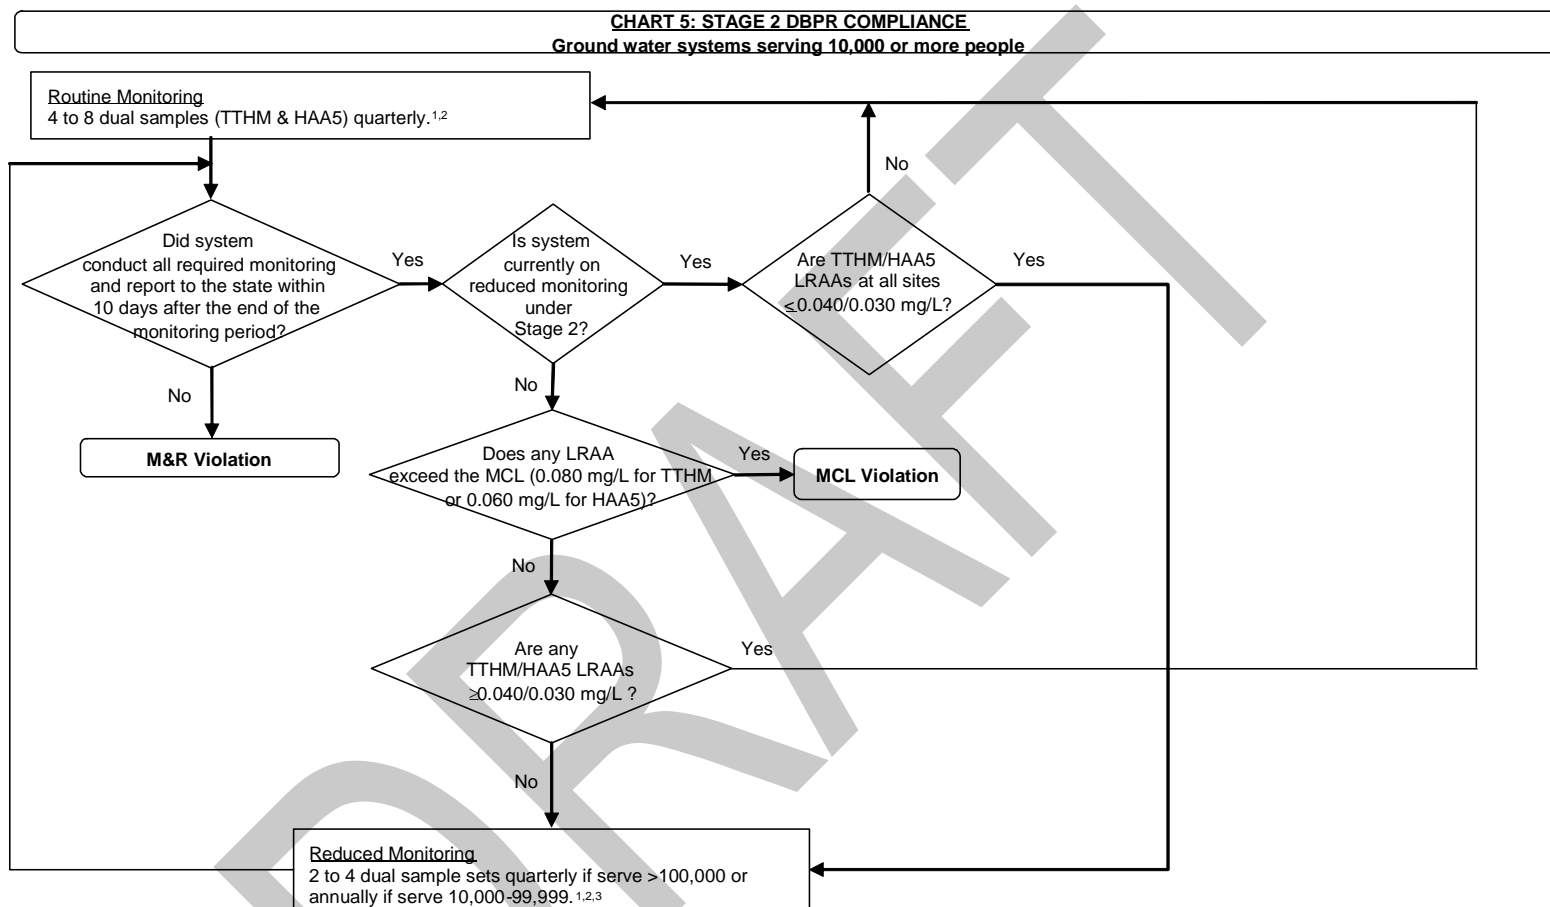 CHART 5: STAGE 2 DBPR COMPLIANCE
Ground water systems serving 10,000 or more people
Routine Monitoring
4 to 8 dual samples (TTHM & HAA5) quarterly.1,2
Did system
conduct all required monitoring
and report to the state within
10 days after the end of the
monitoring period?
Yes
No
M&R Violation
Is system
currently on
reduced monitoring
under
Stage 2?
Yes
No
Are TTHM/HAA5
LRAAs at all sites
≤0.040/0.030 mg/L?
No
Yes
Does any LRAA
exceed the MCL (0.080 mg/L for TTHM
or 0.060 mg/L for HAA5)?
Yes
MCL Violation
No
Are any
TTHM/HAA5 LRAAs
≥0.040/0.030 mg/L ?
Yes
No
Reduced Monitoring
2 to 4 dual sample sets quarterly if serve >100,000 or
annually if serve 10,000-99,999.1,2,3
DRAFT